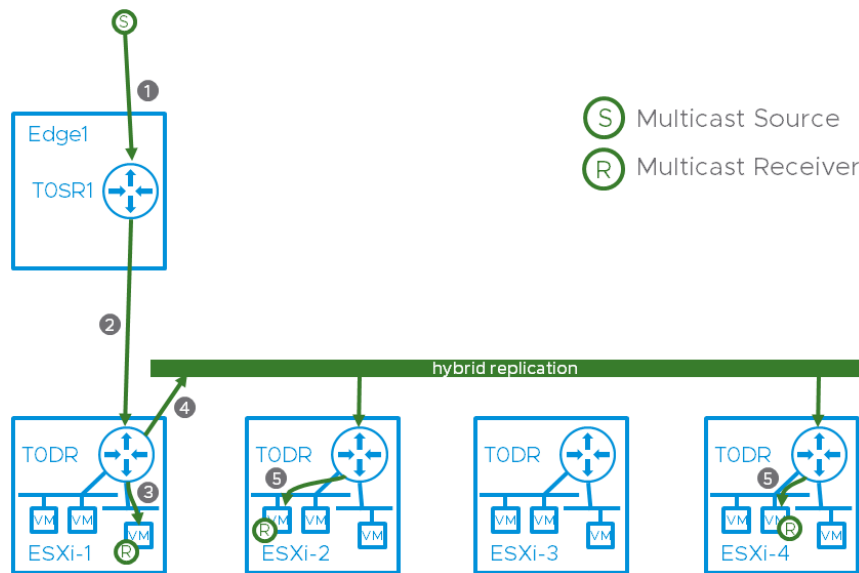 S
1
S Multicast Source
Edge1
R Multicast Receiver
T0SR1
2
hybrid replication
4
T0DR
T0DR
T0DR
T0DR
3
5
5
VM VM VM
R
ESXi-1
VM VM VM
R
ESXi-2
VM VM VM
ESXi-3
VM VM VM
R
ESXi-4